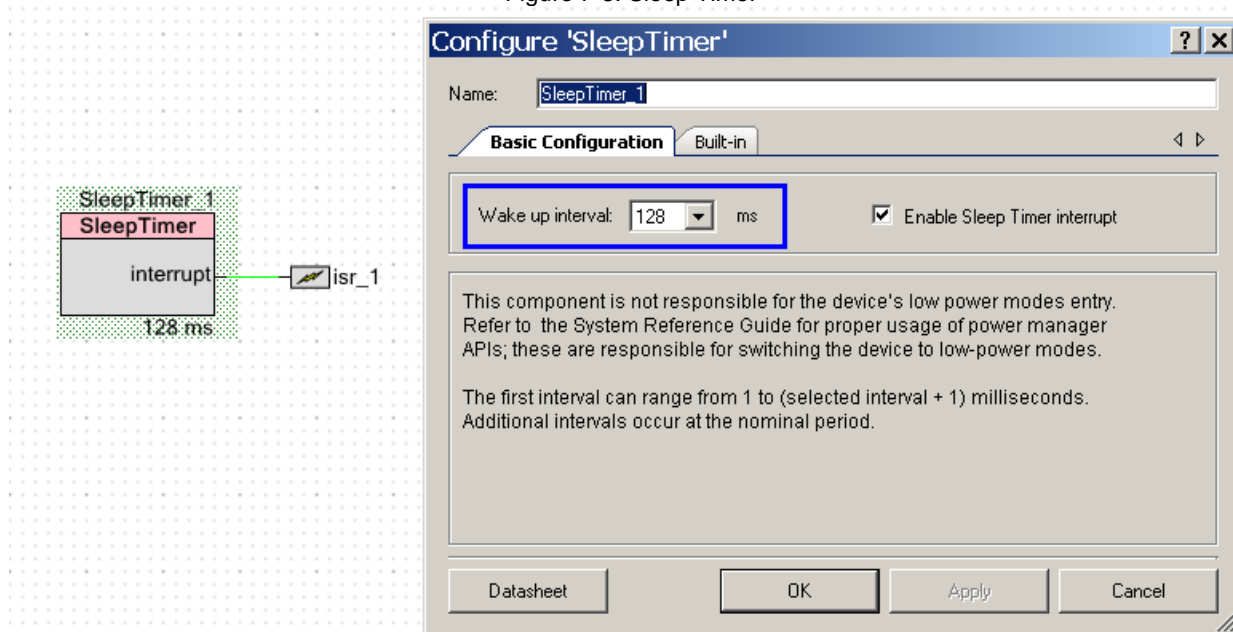 Configure 'SleepTimer'
Name: SleepTimer_1
Basic Configuration Built-in
Wake up interval: 128 ms Enable Sleep Timer interrupt
SleepTimer_1
SleepTimer
interrupt
isr_1
128 ms
This component is not responsible for the device's low power modes entry.
Refer to the System Reference Guide for proper usage of power manager
APIs; these are responsible for switching the device to low-power modes.
The first interval can range from 1 to (selected interval + 1) milliseconds.
Additional intervals occur at the nominal period.
Datasheet OK Apply Cancel